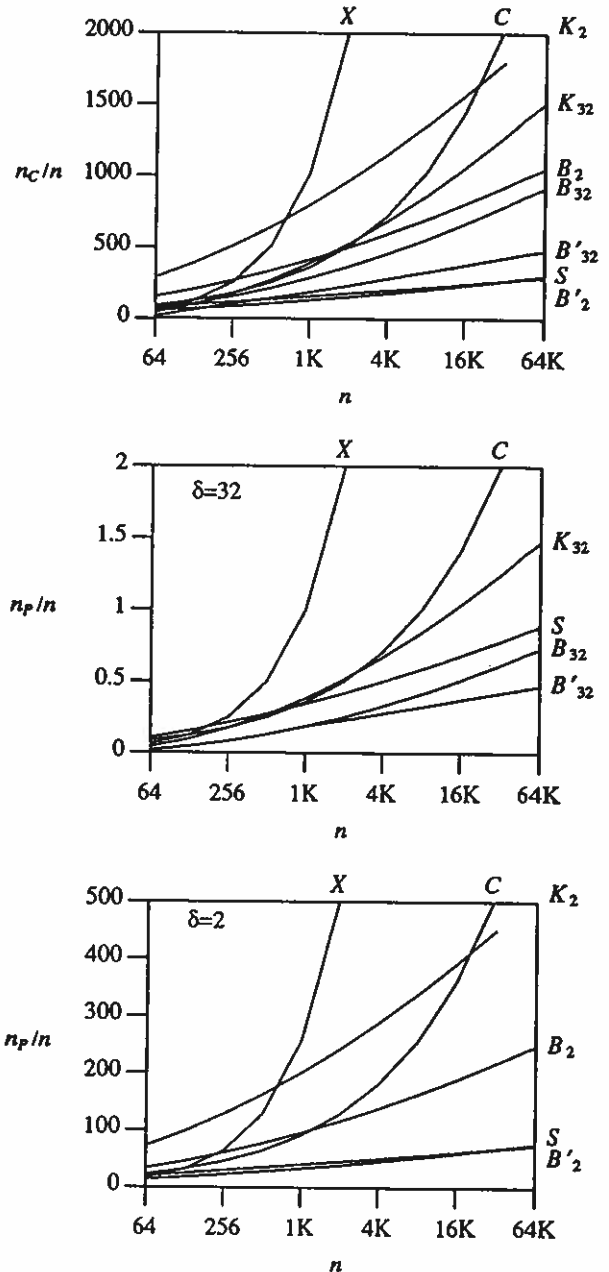 X C
2000 K2
1500 K32
nC/n 1000 B2
B32
500 B'32
S
0 B'2
64 256 1K 4K 16K 64K
n
X C
2 δ=32
1.5 K32
nP/n 1 S
B32
0.5 B'32
0
64 256 1K 4K 16K 64K
n
X C
500 K2
δ=2
400
300
nP/n B2
200
100 S
B'2
0
64 256 1K 4K 16K 64K
n